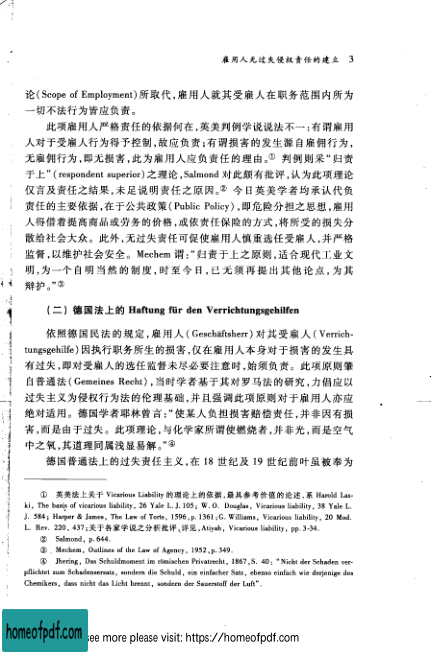 雇用人无过失侵权责任的建立 3
论(Scope of Employment)所取代,雇用人就其受雇人在职务范围内所为
一切不法行为皆应负责。
此项雇用人严格责任的依据何在,英美判例学说说法不一:有谓雇用
人对于受雇人行为得予控制,故应负责;有谓损害的发生源自雇佣行为,
无雇佣行为,即无损害,此为雇用人应负责任的理由。① 判例则采“归责
于上”(respondent superior)之理论,Salmond 对此颇有批评,认为此项理论
仅言及责任之结果,未足说明责任之原因。② 今日英美学者均承认代负
责任的主要依据,在于公共政策(Public Policy),即危险分担之思想,雇用
人得借着提高商品或劳务的价格,或依责任保险的方式,将所受的损失分
散给社会大众。此外,无过失责任可促使雇用人慎重选任受雇人,并严格
监督,以维护社会安全。Mechem 谓:“归责于上之原则,适合现代工业文
明,为一个自明当然的制度,时至今日,已无须再提出其他论点,为其
辩护。”③
(二) 德国法上的 Haftung für den Verrichtungsgehilfen
依照德国民法的规定,雇用人(Geschäftsherr)对其受雇人(Verrich-
tungsgehilfe)因执行职务所生的损害,仅在雇用人本身对于损害的发生具
有过失,即对受雇人的选任监督未尽必要注意时,始须负责。此项原则肇
自普通法(Gemeines Recht),当时学者基于其对罗马法的研究,力倡应以
过失主义为侵权行为法的伦理基础,并且强调此项原则对于雇用人亦应
绝对适用。德国学者耶林曾言:“使某人负担损害赔偿责任,并非因有损
害,而是由于过失。此项理论,与化学家所谓使燃烧者,并非光,而是空气
中之氧,其道理同属浅显易解。”④
德国普通法上的过失责任主义,在 18 世纪及 19 世纪前叶虽被奉为
① 英美法上关于 Vicarious Liability 的理论上的依据,最具参考价值的论述,系 Harold Las-
ki, The basis of vicarious liability, 26 Yale L. J. 105; W. O. Douglas, Vicarious liability, 38 Yale L.
J. 584; Harper & James, The Law of Torts, 1596, p. 1361; G. Williams, Vicarious liability, 20 Mod.
L. Rev. 220, 437;关于各家学说之分析批评,详见,Atiyah, Vicarious liability, pp. 3-34.
② Salmond, p. 644.
③ Mechem, Outlines of the Law of Agency, 1952, p. 349.
④ Jhering, Das Schuldmoment im römischen Privatrecht, 1867, S. 40: “Nicht der Schaden ver-
pflichtet zum Schadensersatz, sondern die Schuld, ein einfacher Satz, ebenso einfach wie derjenige des
Chemikers, dass nicht das Licht brennt, sondern der Sauerstoff der Luft”.
homeofpdf.com
see more please visit: https://homeofpdf.com